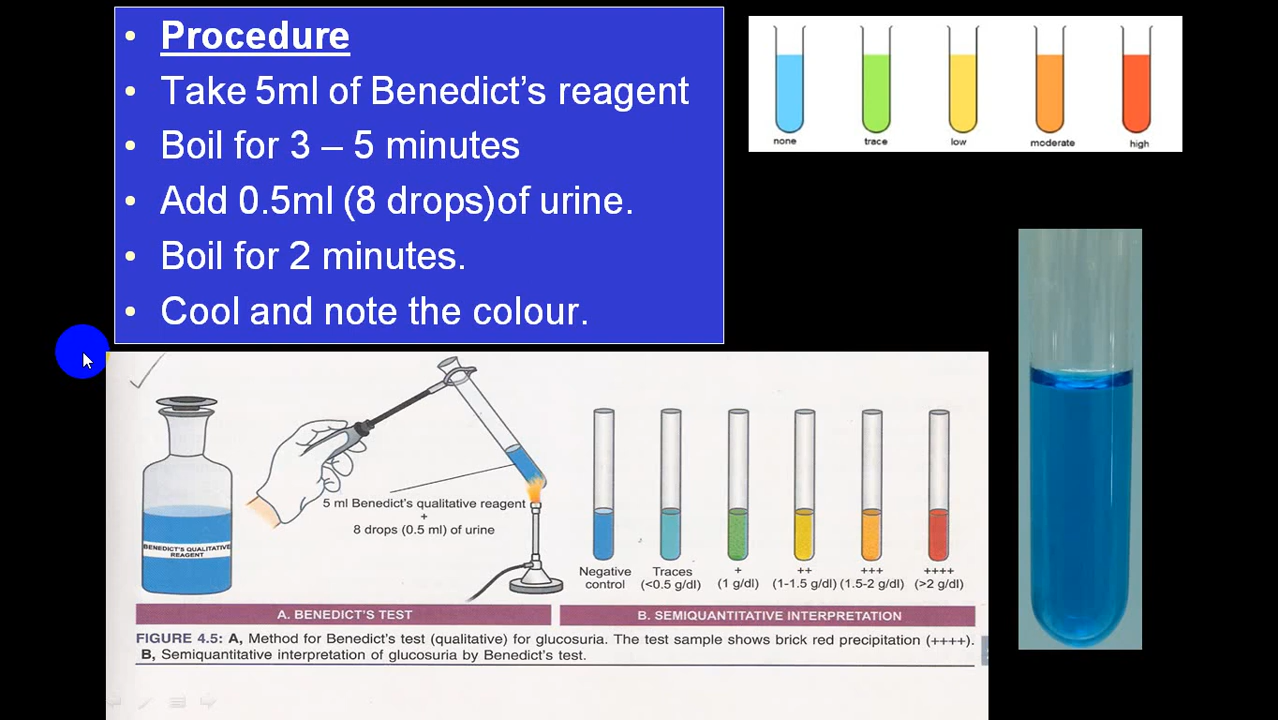 Procedure
Take 5ml of Benedict’s reagent
Boil for 3 – 5 minutes
Add 0.5ml (8 drops)of urine.
Boil for 2 minutes.
Cool and note the colour.
none trace low moderate high
BENEDICT'S QUALITATIVE
REAGENT
5 ml Benedict's qualitative reagent
+
8 drops (0.5 ml) of urine
Negative
control
Traces
(<0.5 g/dl)
+
(1 g/dl)
++
(1-1.5 g/dl)
+++
(1.5-2 g/dl)
++++
(>2 g/dl)
A. BENEDICT'S TEST
B. SEMIQUANTITATIVE INTERPRETATION
FIGURE 4.5: A, Method for Benedict's test (qualitative) for glucosuria. The test sample shows brick red precipitation (++++).
B, Semiquantitative interpretation of glucosuria by Benedict's test.